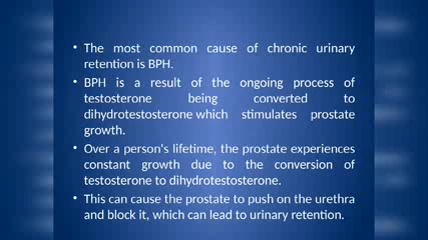 • The most common cause of chronic urinary
retention is BPH.
• BPH is a result of the ongoing process of
testosterone being converted to
dihydrotestosterone which stimulates prostate
growth.
• Over a person's lifetime, the prostate experiences
constant growth due to the conversion of
testosterone to dihydrotestosterone.
• This can cause the prostate to push on the urethra
and block it, which can lead to urinary retention.